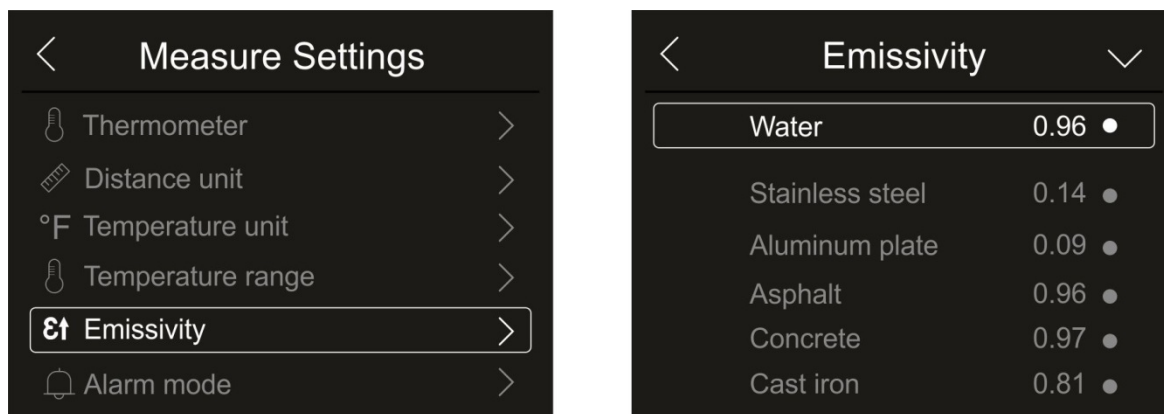 Measure Settings
Thermometer
Distance unit
°F Temperature unit
Temperature range
Ɛ↑ Emissivity
Alarm mode
Emissivity
Water 0.96
Stainless steel 0.14
Aluminum plate 0.09
Asphalt 0.96
Concrete 0.97
Cast iron 0.81